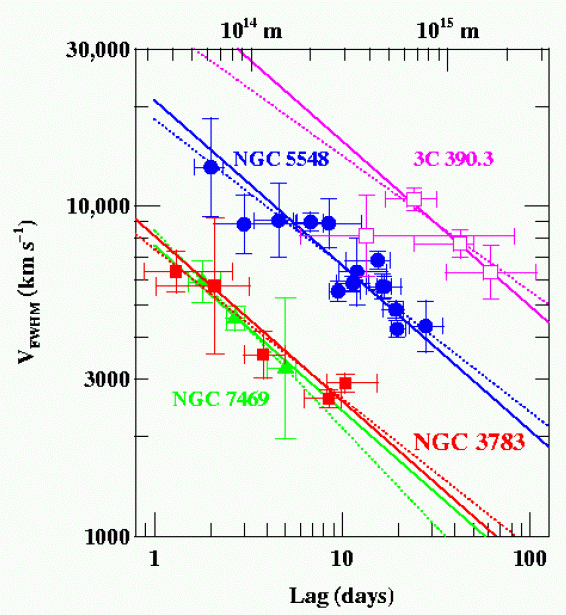 10¹⁴ m 10¹⁵ m
30,000
NGC 5548 3C 390.3
10,000
V_FWHM (km s⁻¹)
3000
NGC 7469 NGC 3783
1000
1 10 100
Lag (days)